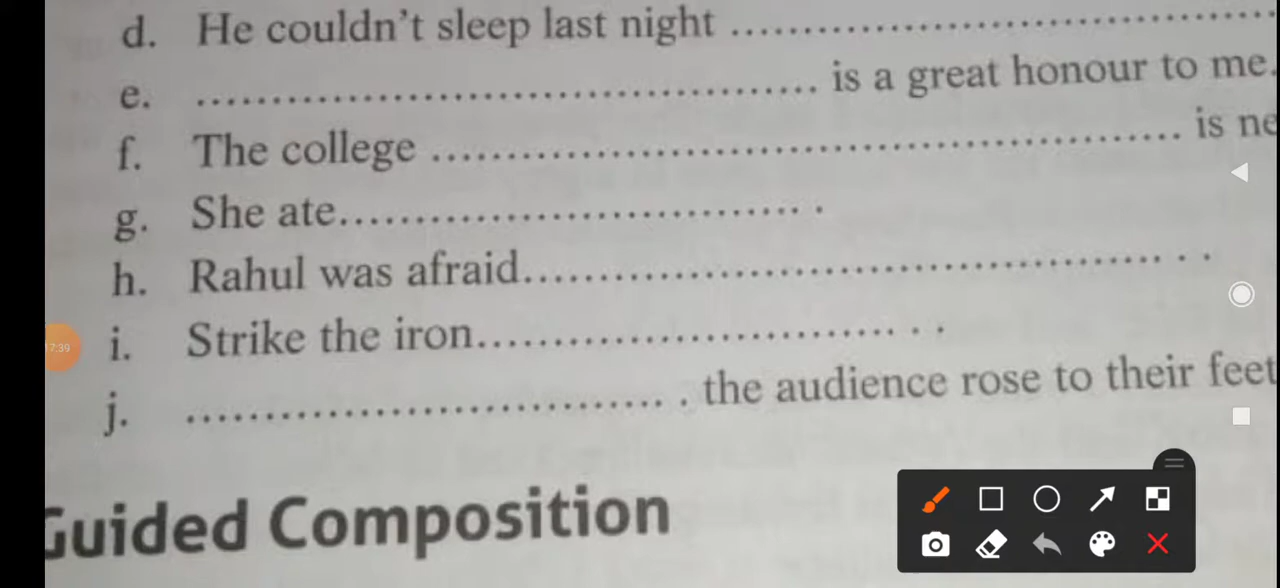 d. He couldn't sleep last night ........................................
e. ........................................ is a great honour to me.
f. The college ........................................ is
g. She ate................................ .
h. Rahul was afraid........................................ . .
i. Strike the iron............................ . .
j. .............................. . the audience rose to their feet
17:39
Guided Composition